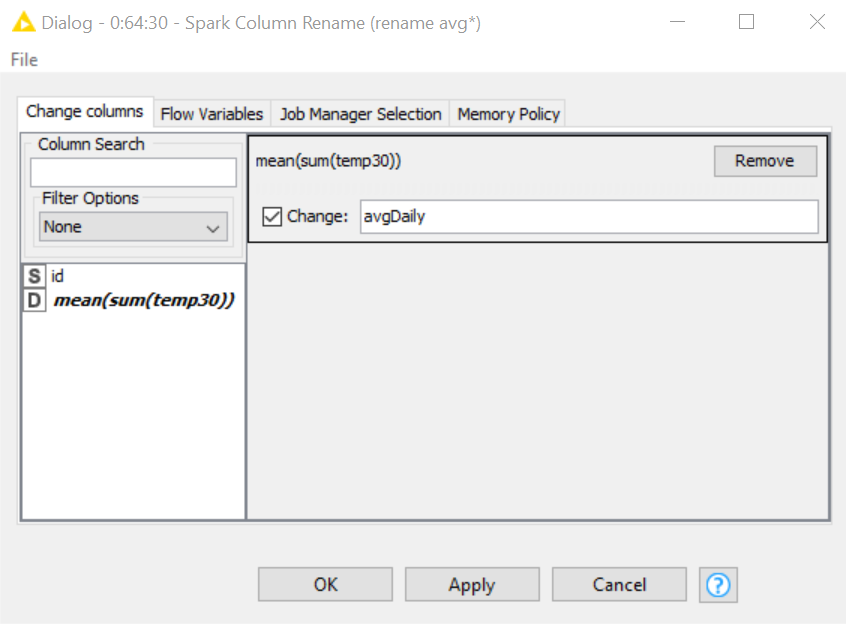 Dialog - 0:64:30 - Spark Column Rename (rename avg*)
File
Change columns Flow Variables Job Manager Selection Memory Policy
Column Search
Filter Options
None
S id
D mean(sum(temp30))
mean(sum(temp30)) Remove
Change: avgDaily
OK Apply Cancel ?